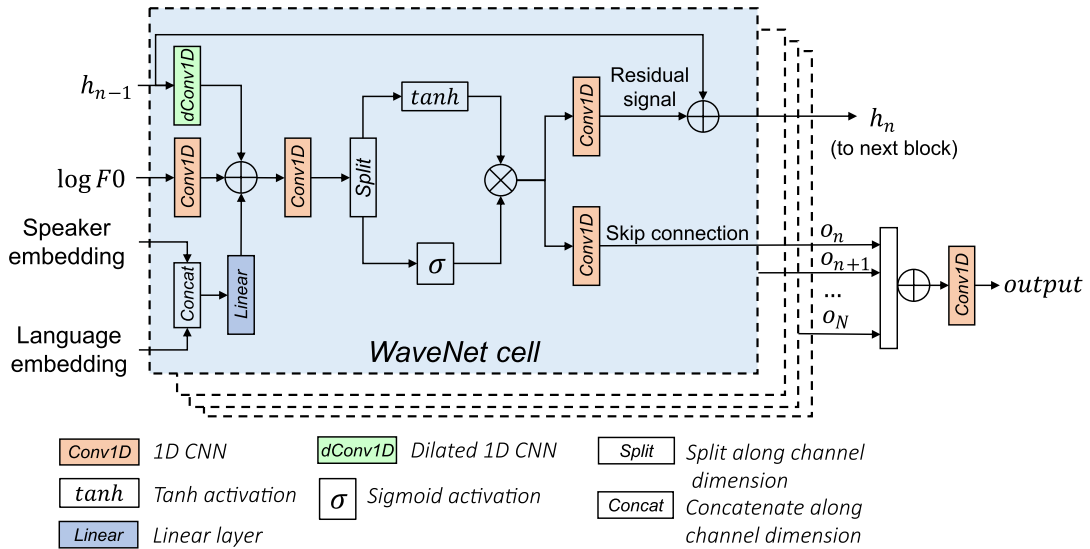 h_{n−1}
dConv1D
log F0
Conv1D
Speaker
embedding
Language
embedding
Concat
Linear
Conv1D
Split
tanh
σ
Conv1D
Residual
signal
Conv1D
Skip connection
WaveNet cell
h_n
(to next block)
o_n
o_{n+1}
...
o_N
Conv1D
output
Conv1D 1D CNN
dConv1D Dilated 1D CNN
Split Split along channel
dimension
tanh Tanh activation
σ Sigmoid activation
Concat Concatenate along
channel dimension
Linear Linear layer